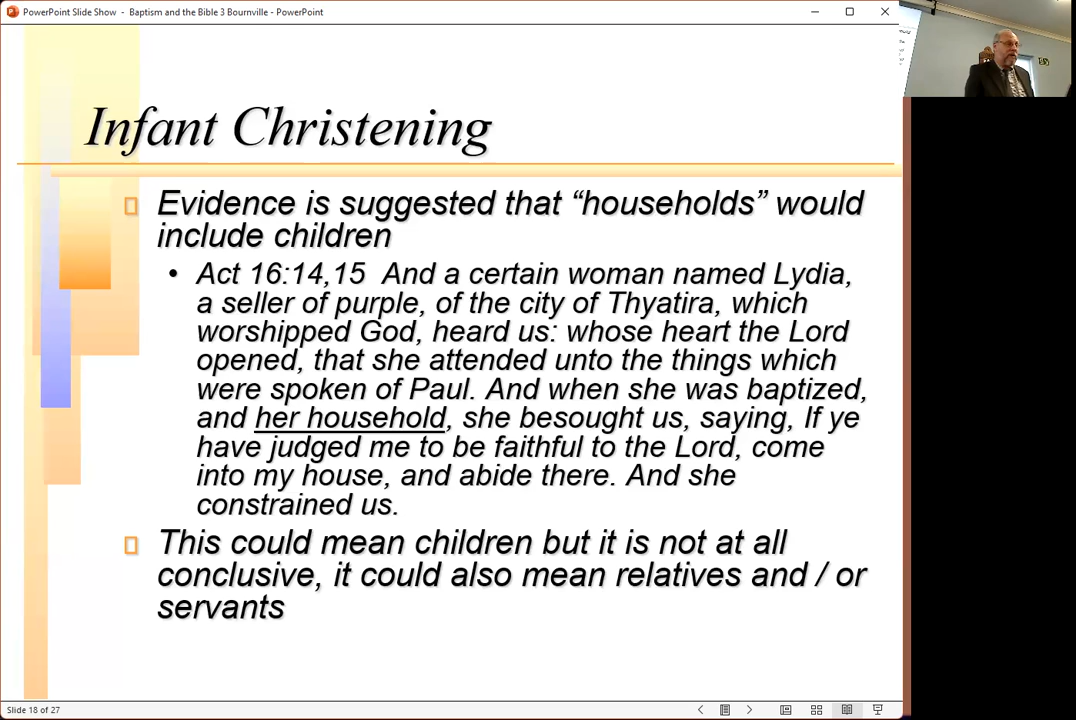 PowerPoint Slide Show - Baptism and the Bible 3 Bournville - PowerPoint
Infant Christening
Evidence is suggested that “households” would
include children
• Act 16:14,15 And a certain woman named Lydia,
a seller of purple, of the city of Thyatira, which
worshipped God, heard us: whose heart the Lord
opened, that she attended unto the things which
were spoken of Paul. And when she was baptized,
and her household, she besought us, saying, If ye
have judged me to be faithful to the Lord, come
into my house, and abide there. And she
constrained us.
This could mean children but it is not at all
conclusive, it could also mean relatives and / or
servants
Slide 18 of 27